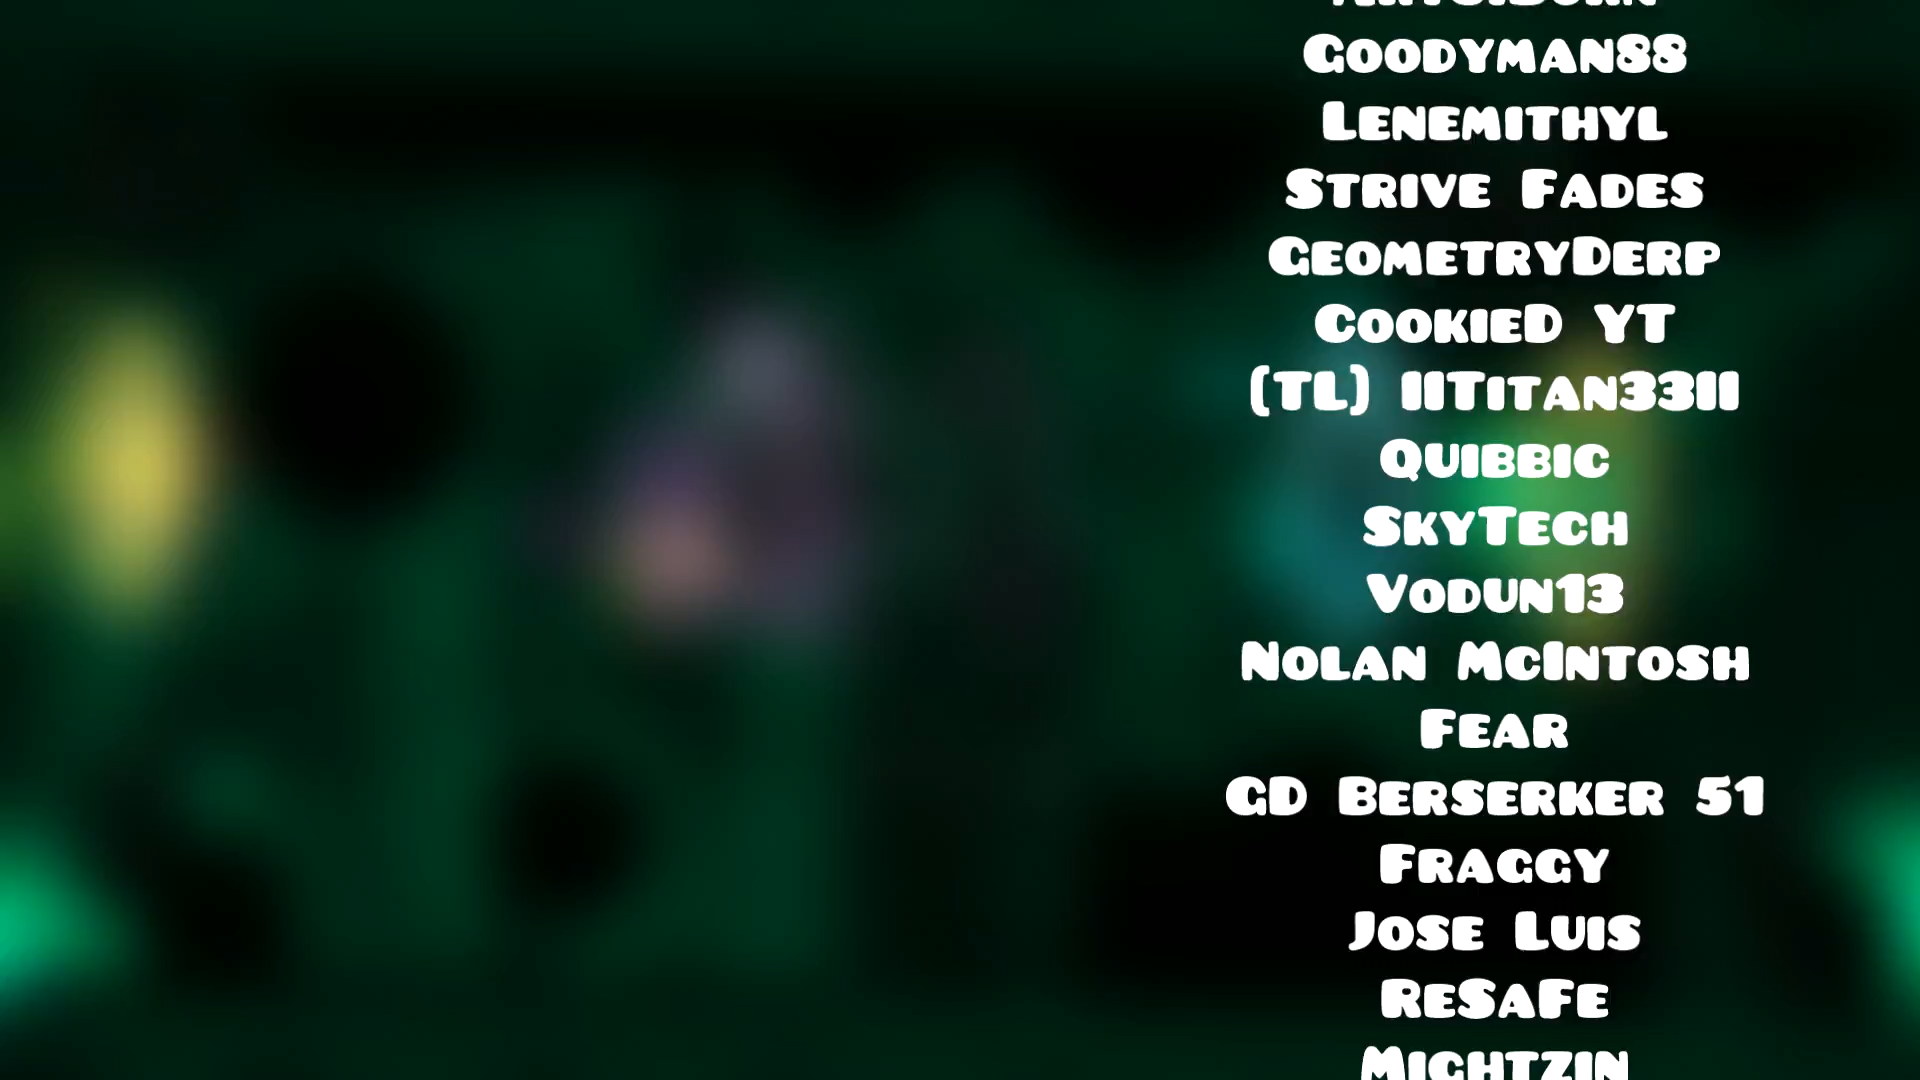 Goodyman88
Lenemithyl
Strive Fades
GeometryDerp
CookieD YT
(TL) IITitan33II
Quibbic
SkyTech
Vodun13
Nolan McIntosh
Fear
GD Berserker 51
Fraggy
Jose Luis
ReSaFe
Mightzin